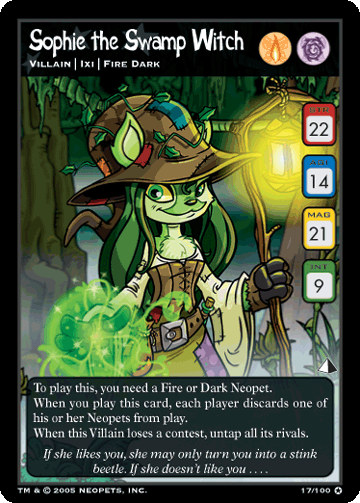 Sophie the Swamp Witch
Villain | Ixi | Fire Dark
STR
22
AGI
14
MAG
21
INT
9
To play this, you need a Fire or Dark Neopet.
When you play this card, each player discards one of
his or her Neopets from play.
When this Villain loses a contest, untap all its rivals.
If she likes you, she may only turn you into a stink
beetle. If she doesn't like you . . . .
TM & © 2005 NEOPETS, INC.
17/100